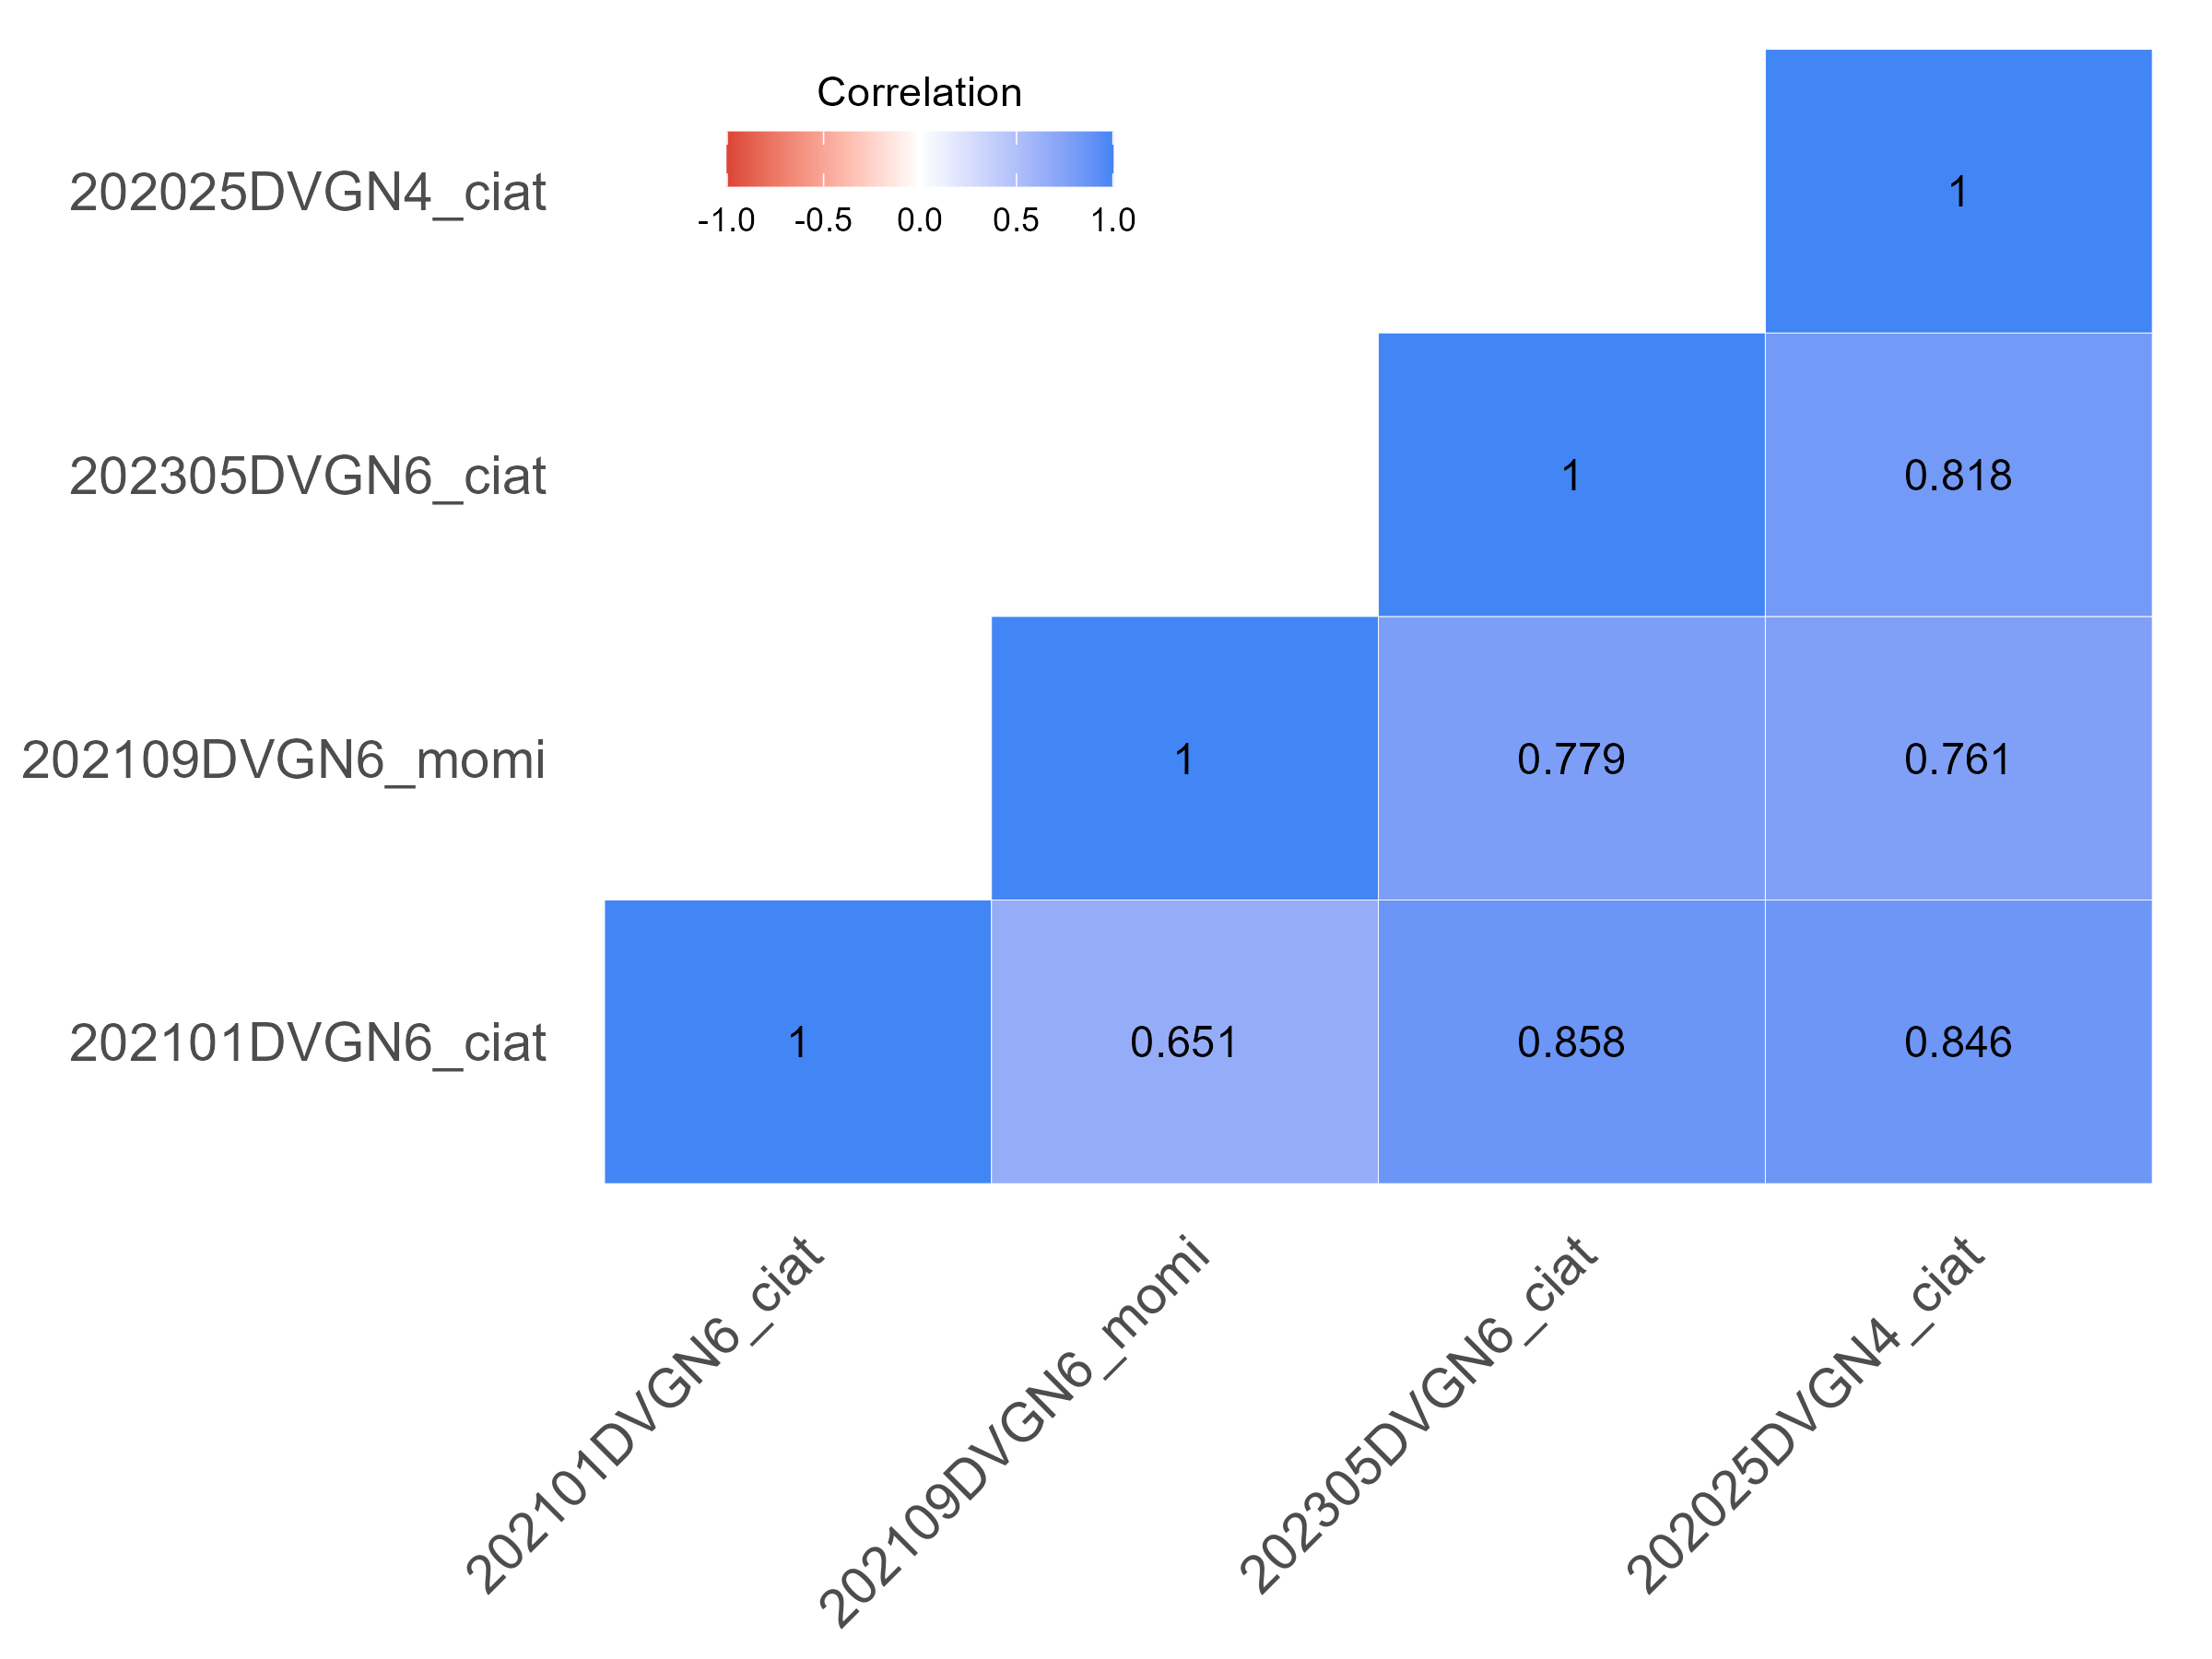 Correlation
-1.0 -0.5 0.0 0.5 1.0
202025DVGN4_ciat 1
202305DVGN6_ciat 1 0.818
202109DVGN6_momi 1 0.779 0.761
202101DVGN6_ciat 1 0.651 0.858 0.846
202101DVGN6_ciat
202109DVGN6_momi
202305DVGN6_ciat
202025DVGN4_ciat